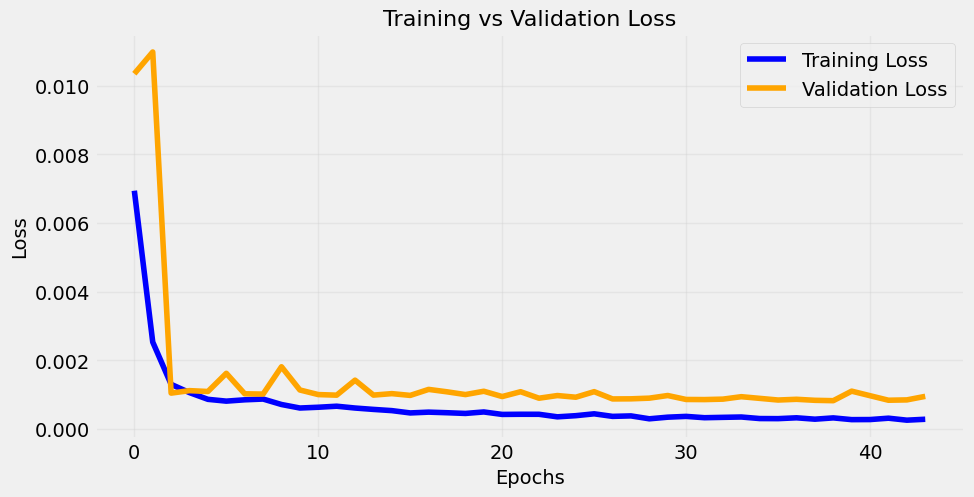 Training vs Validation Loss
Training Loss
Validation Loss
0.010
0.008
0.006
0.004
0.002
0.000
Loss
0
10
20
30
40
Epochs